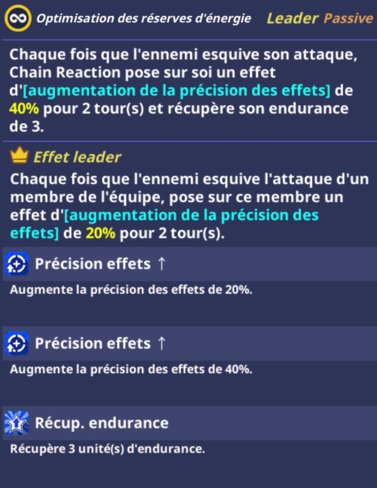 Optimisation des réserves d'énergie Leader Passive
Chaque fois que l'ennemi esquive son attaque,
Chain Reaction pose sur soi un effet
d'[augmentation de la précision des effets] de
40% pour 2 tour(s) et récupère son endurance
de 3.
Effet leader
Chaque fois que l'ennemi esquive l'attaque d'un
membre de l'équipe, pose sur ce membre un
effet d'[augmentation de la précision des
effets] de 20% pour 2 tour(s).
Précision effets ↑
Augmente la précision des effets de 20%.
Précision effets ↑
Augmente la précision des effets de 40%.
Récup. endurance
Récupère 3 unité(s) d'endurance.